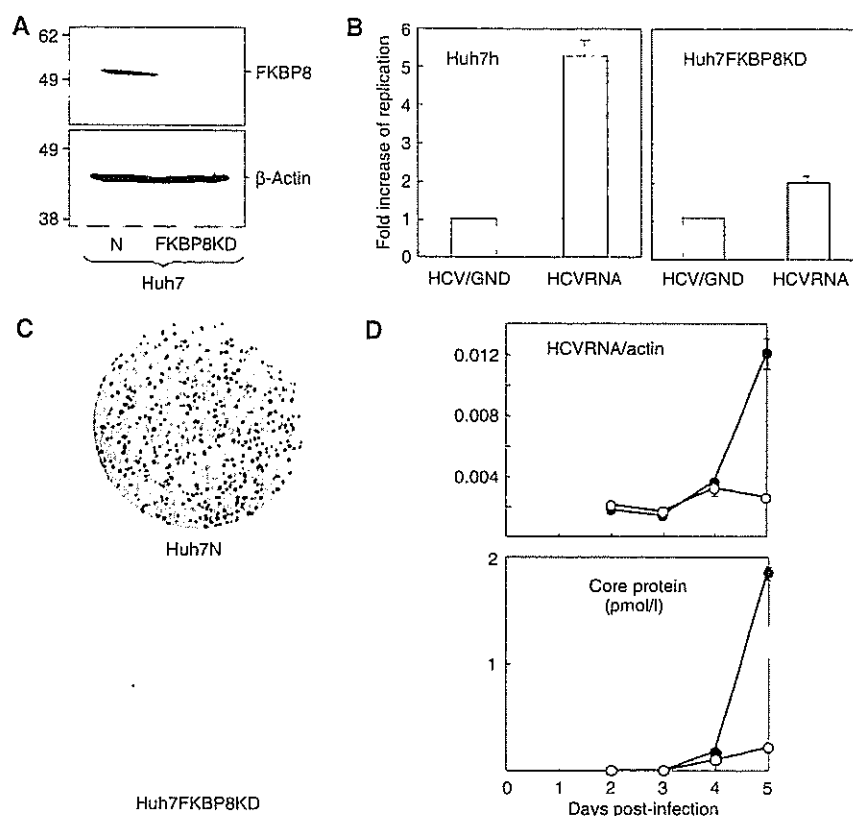 A
62
49
FKBP8
49
38
β-Actin
N FKBP8KD
Huh7
B
Fold increase of replication
6
5
4
3
2
1
0
Huh7h
HCV/GND HCVRNA
Huh7FKBP8KD
HCV/GND HCVRNA
C
Huh7N
Huh7FKBP8KD
D
HCVRNA/actin
0.012
0.008
0.004
Core protein
(pmol/l)
2
1
0 1 2 3 4 5
Days post-infection